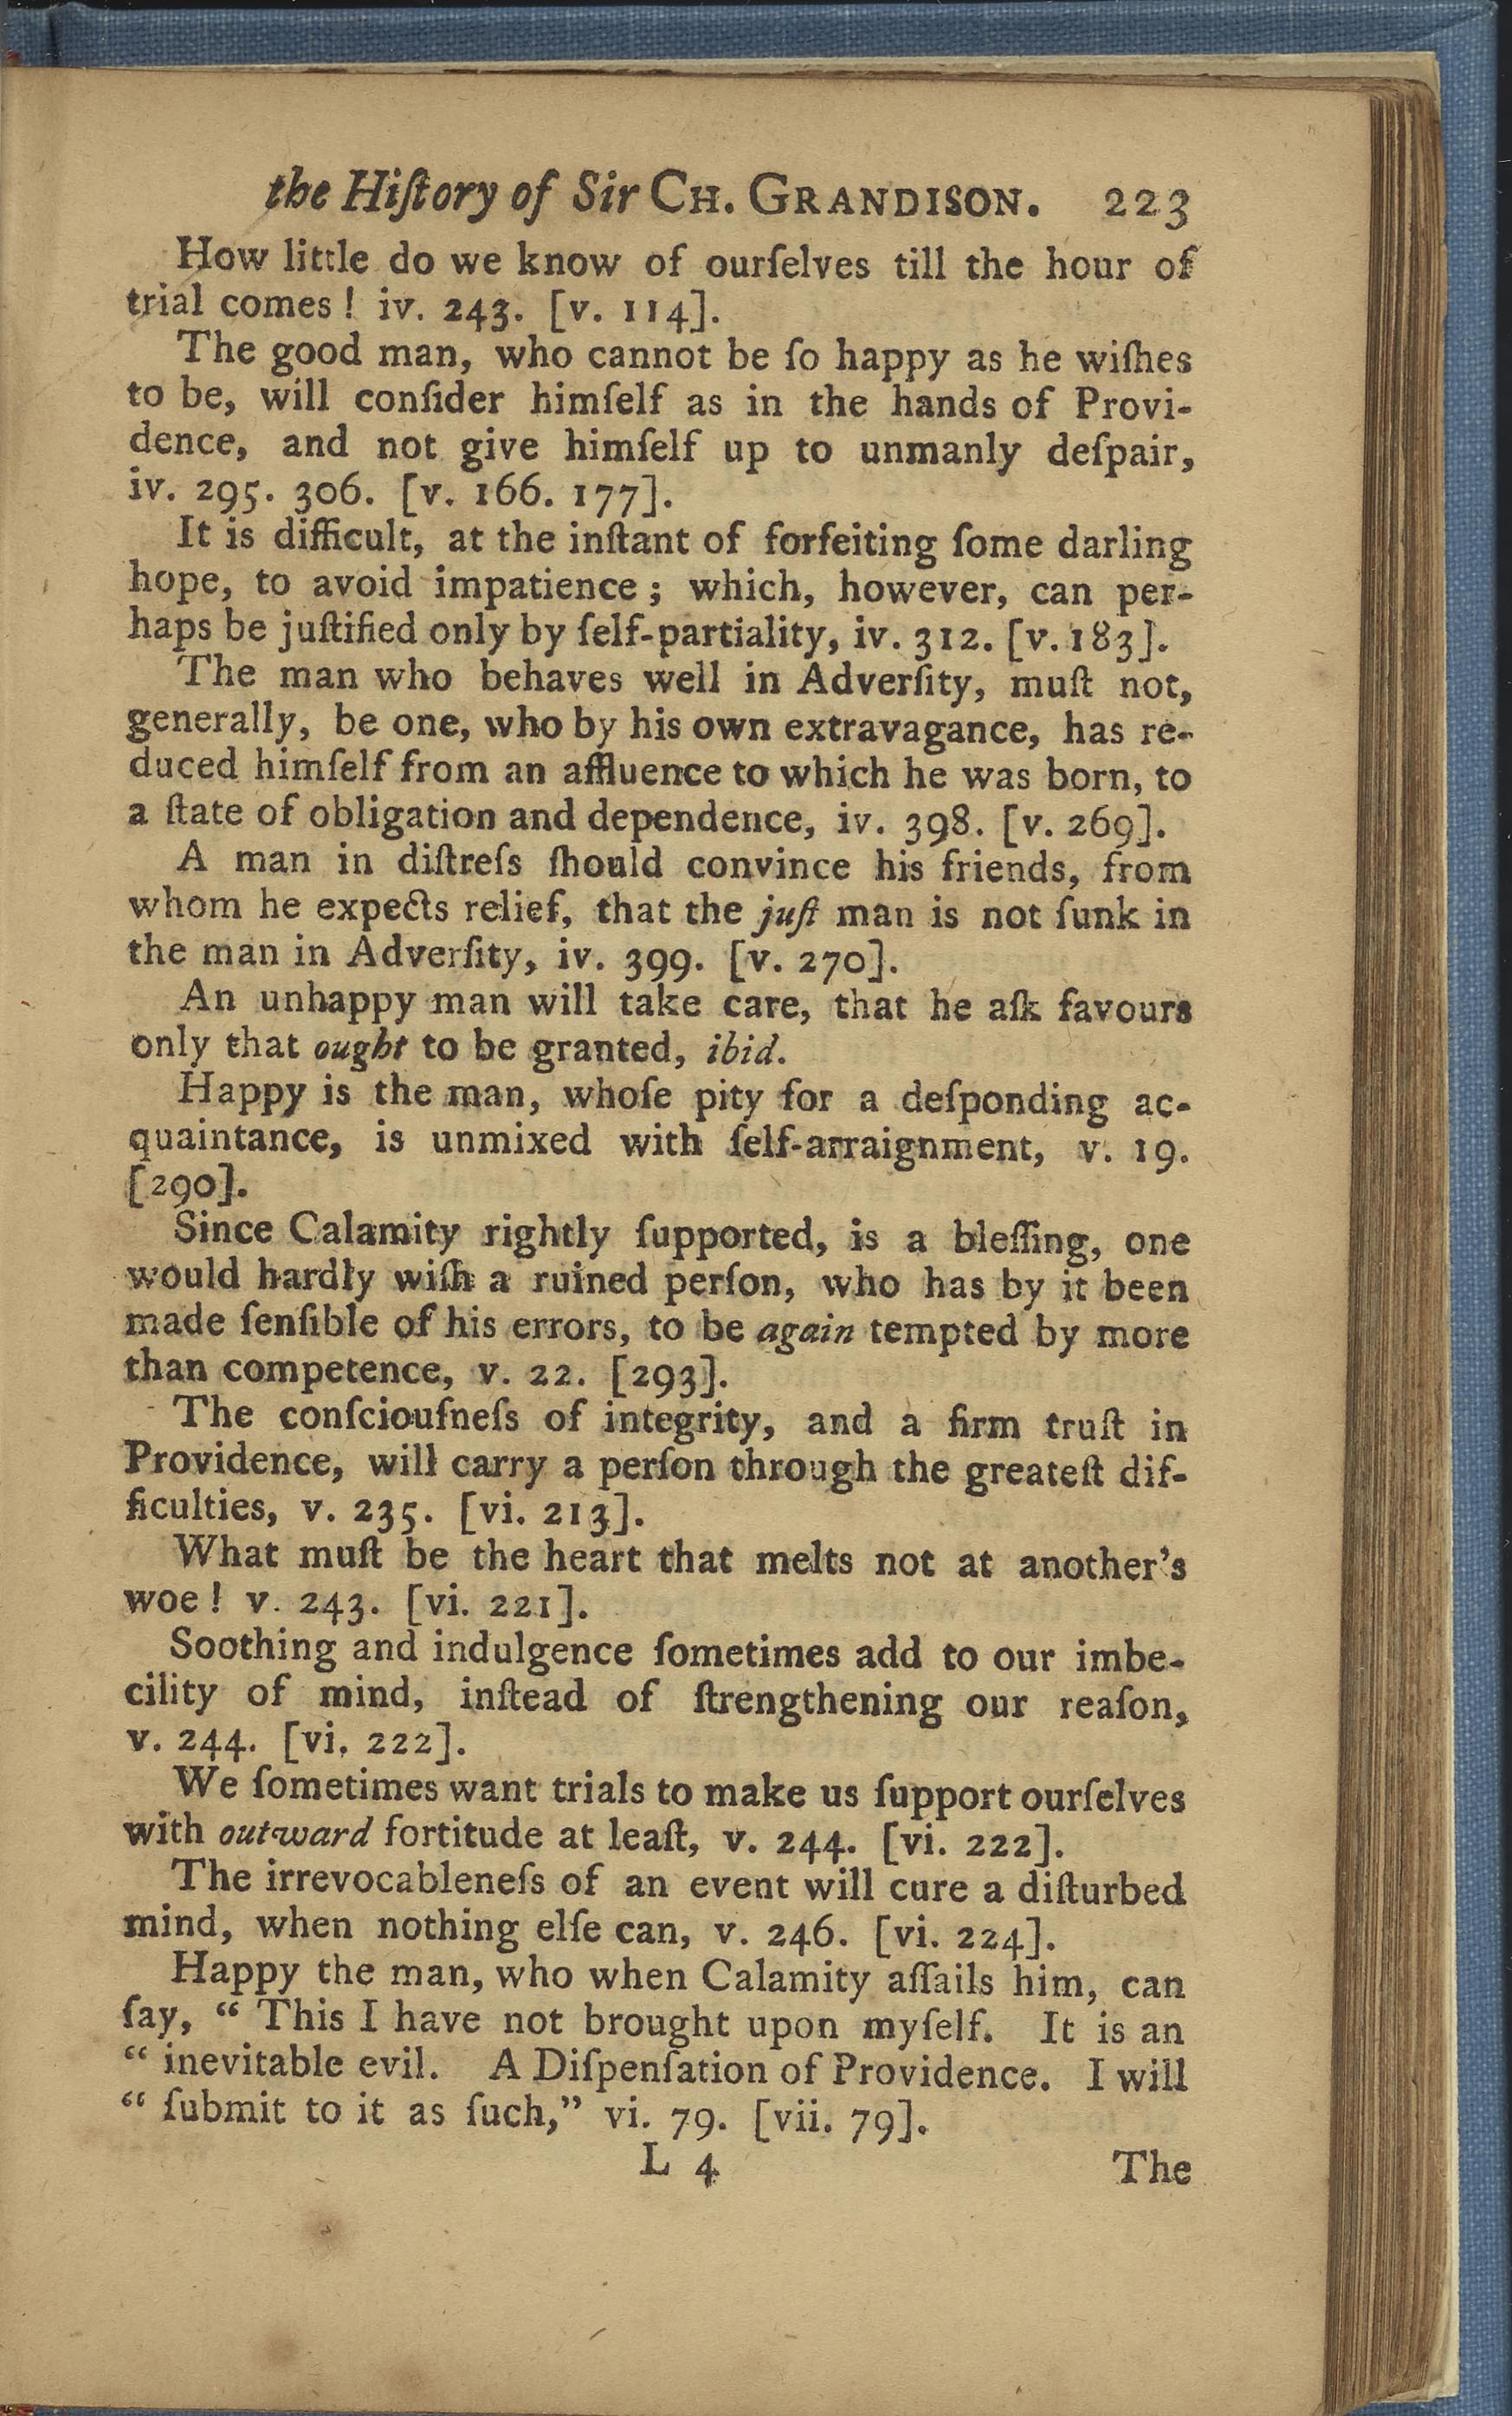 the Hiſtory of Sir CH. GRANDISON. 223
How little do we know of ourſelves till the hour of
trial comes! iv. 243. [v. 114].
The good man, who cannot be ſo happy as he wiſhes
to be, will conſider himſelf as in the hands of Provi-
dence, and not give himſelf up to unmanly deſpair,
iv. 295. 306. [v. 166. 177].
It is difficult, at the inſtant of forfeiting ſome darling
hope, to avoid impatience; which, however, can per-
haps be juſtified only by ſelf-partiality, iv. 312. [v. 183].
The man who behaves well in Adverſity, muſt not,
generally, be one, who by his own extravagance, has re-
duced himſelf from an affluence to which he was born, to
a ſtate of obligation and dependence, iv. 398. [v. 269].
A man in diſtreſs ſhould convince his friends, from
whom he expects relief, that the juſt man is not ſunk in
the man in Adverſity, iv. 399. [v. 270].
An unhappy man will take care, that he aſk favours
only that ought to be granted, ibid.
Happy is the man, whoſe pity for a deſponding ac-
quaintance, is unmixed with ſelf-arraignment, v. 19.
[290].
Since Calamity rightly ſupported, is a bleſſing, one
would hardly wiſh a ruined perſon, who has by it been
made ſenſible of his errors, to be again tempted by more
than competence, v. 22. [293].
The conſciouſneſs of integrity, and a firm truſt in
Providence, will carry a perſon through the greateſt dif-
ficulties, v. 235. [vi. 213].
What muſt be the heart that melts not at another's
woe! v. 243. [vi. 221].
Soothing and indulgence ſometimes add to our imbe-
cility of mind, inſtead of ſtrengthening our reaſon,
v. 244. [vi. 222].
We ſometimes want trials to make us ſupport ourſelves
with outward fortitude at leaſt, v. 244. [vi. 222].
The irrevocableneſs of an event will cure a diſturbed
mind, when nothing elſe can, v. 246. [vi. 224].
Happy the man, who when Calamity aſſails him, can
ſay, “ This I have not brought upon myſelf. It is an
“ inevitable evil. A Diſpenſation of Providence. I will
“ ſubmit to it as ſuch,” vi. 79. [vii. 79].
L 4 The